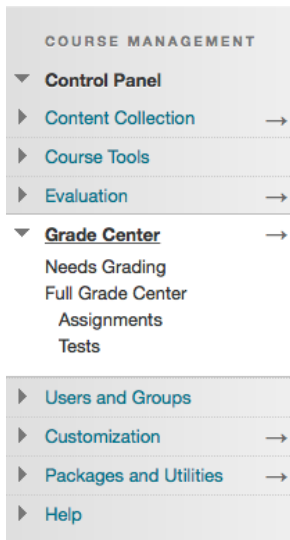 COURSE MANAGEMENT
Control Panel
Content Collection
Course Tools
Evaluation
Grade Center
Needs Grading
Full Grade Center
Assignments
Tests
Users and Groups
Customization
Packages and Utilities
Help